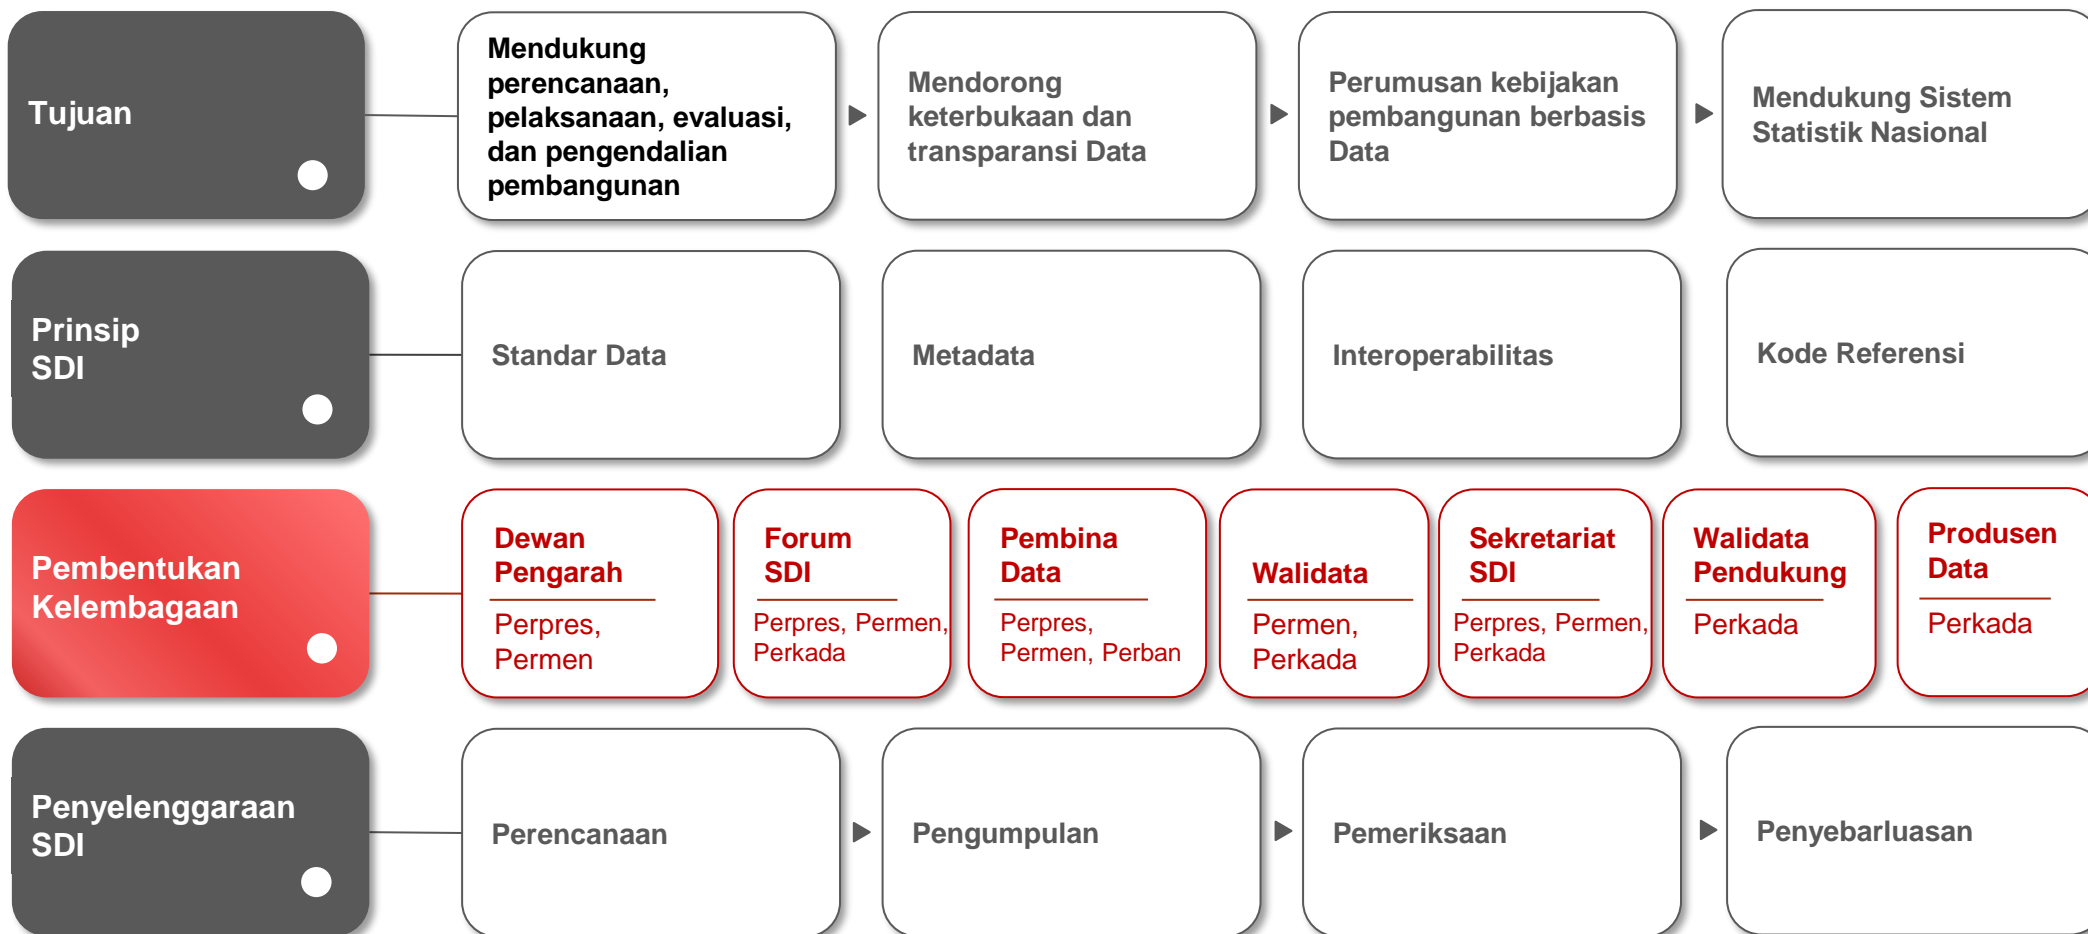 Tujuan
Mendukung
perencanaan,
pelaksanaan, evaluasi,
dan pengendalian
pembangunan
Mendorong
keterbukaan dan
transparansi Data
Perumusan kebijakan
pembangunan berbasis
Data
Mendukung Sistem
Statistik Nasional
Prinsip
SDI
Standar Data
Metadata
Interoperabilitas
Kode Referensi
Pembentukan
Kelembagaan
Dewan
Pengarah
Perpres,
Permen
Forum
SDI
Perpres, Permen,
Perkada
Pembina
Data
Perpres,
Permen, Perban
Walidata
Permen,
Perkada
Sekretariat
SDI
Perpres, Permen,
Perkada
Walidata
Pendukung
Perkada
Produsen
Data
Perkada
Penyelenggaraan
SDI
Perencanaan
Pengumpulan
Pemeriksaan
Penyebarluasan